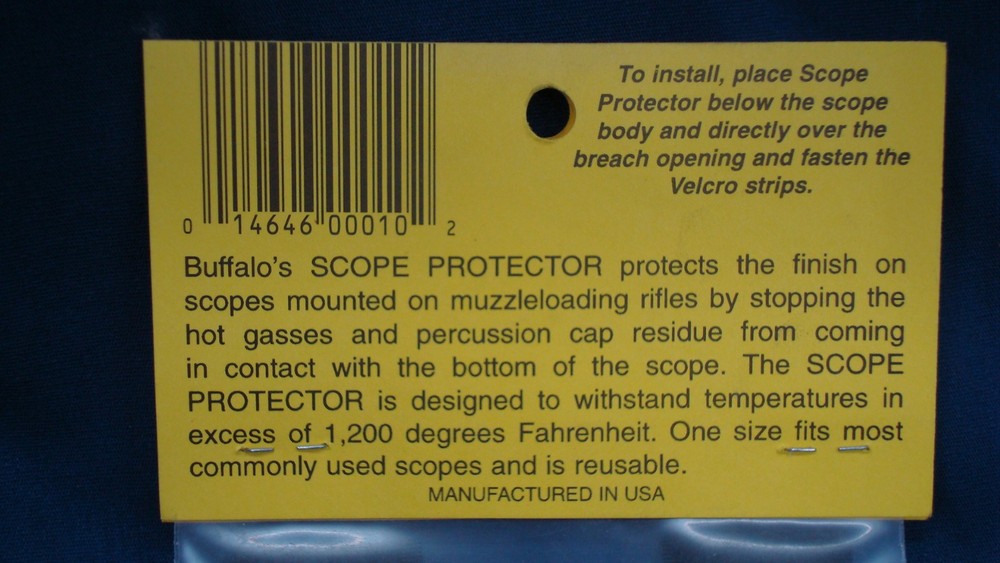 To install, place Scope
Protector below the scope
body and directly over the
breach opening and fasten the
Velcro strips.
0 14646 00010 2
Buffalo's SCOPE PROTECTOR protects the finish on
scopes mounted on muzzleloading rifles by stopping the
hot gasses and percussion cap residue from coming
in contact with the bottom of the scope. The SCOPE
PROTECTOR is designed to withstand temperatures in
excess of 1,200 degrees Fahrenheit. One size fits most
commonly used scopes and is reusable.
MANUFACTURED IN USA